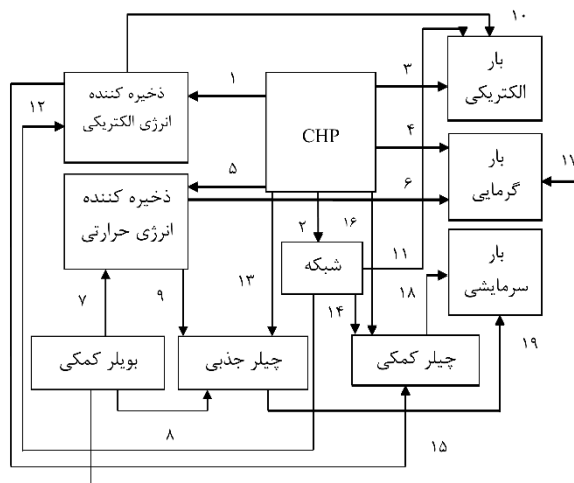 ۱۰
بار
الکتریکی
۳
۱
ذخیره کننده
انرژی الکتریکی
۱۲
CHP
۴
بار
گرمایی
۱۷
۵
۶
ذخیره کننده
انرژی حرارتی
۲
۱۶
۱۱
شبکه
بار
سرمایشی
۱۸
۱۴
۱۳
۹
۷
۱۹
چیلر کمکی
چیلر جذبی
بویلر کمکی
۸
۱۵